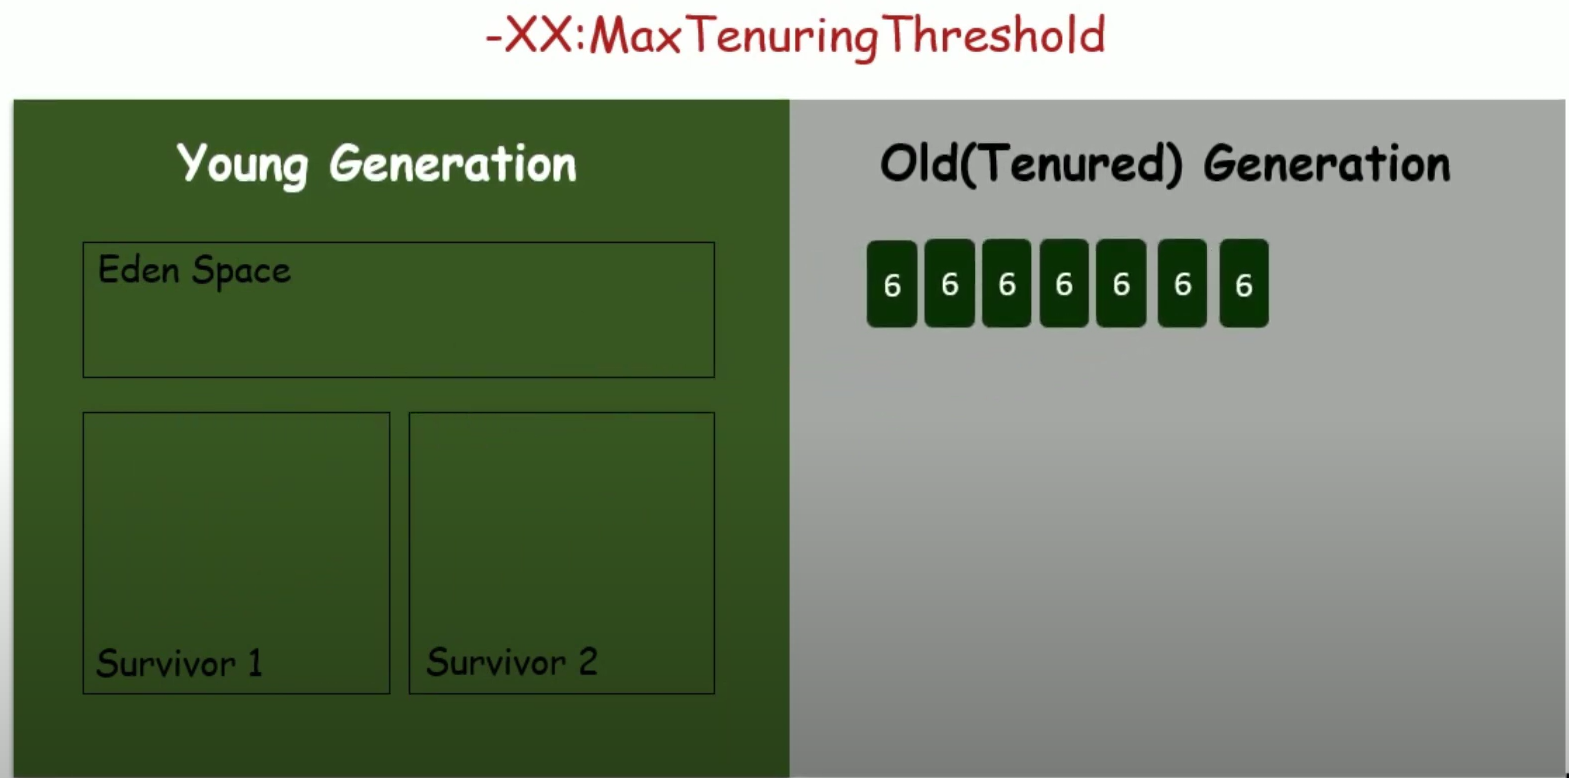 -XX:MaxTenuringThreshold
Young Generation
Eden Space
Survivor 1
Survivor 2
Old(Tenured) Generation
6 6 6 6 6 6 6